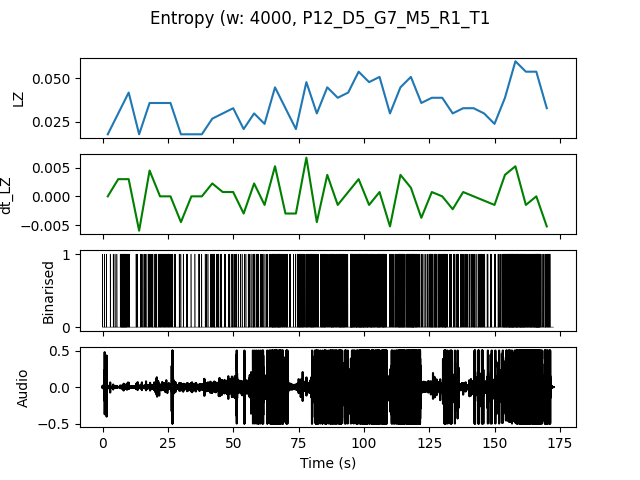 Entropy (w: 4000, P12_D5_G7_M5_R1_T1
LZ
0.050
0.025
dt_LZ
0.005
0.000
−0.005
Binarised
1
0
Audio
0.5
0.0
−0.5
0 25 50 75 100 125 150 175
Time (s)